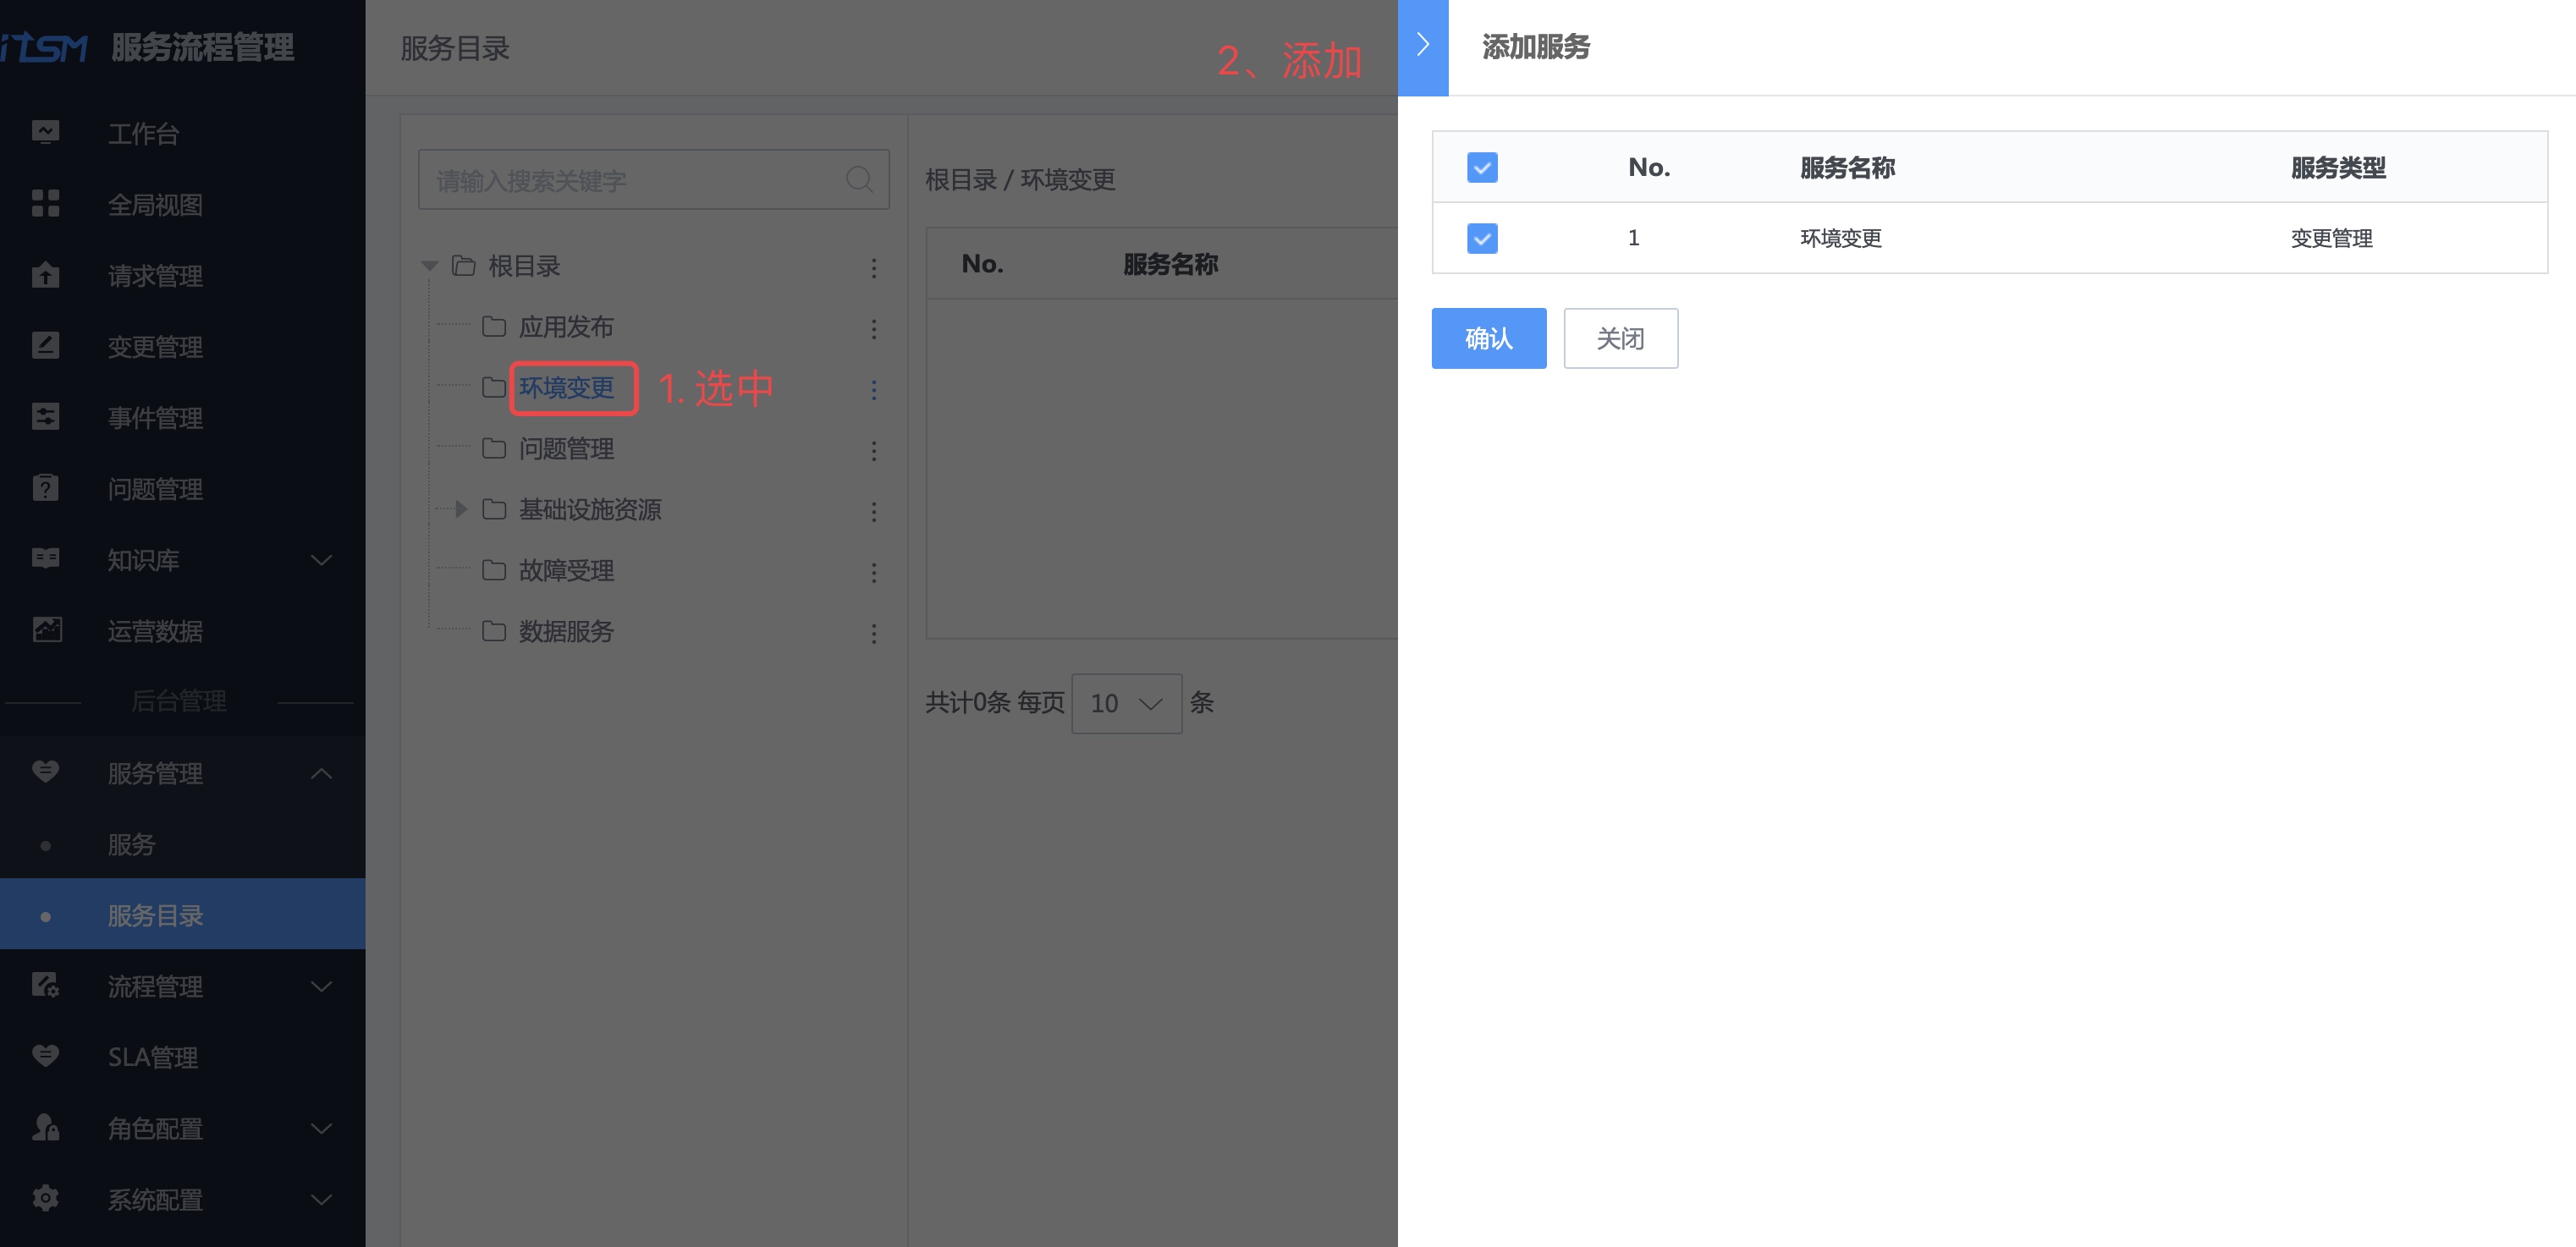 iTSM 服务流程管理
工作台
全局视图
请求管理
变更管理
事件管理
问题管理
知识库
运营数据
后台管理
服务管理
服务
服务目录
流程管理
SLA管理
角色配置
系统配置
服务目录
2、添加
请输入搜索关键字
根目录
应用发布
环境变更
1. 选中
问题管理
基础设施资源
故障受理
数据服务
根目录 / 环境变更
No. 服务名称
共计0条 每页 10 条
添加服务
No. 服务名称 服务类型
1 环境变更 变更管理
确认 关闭